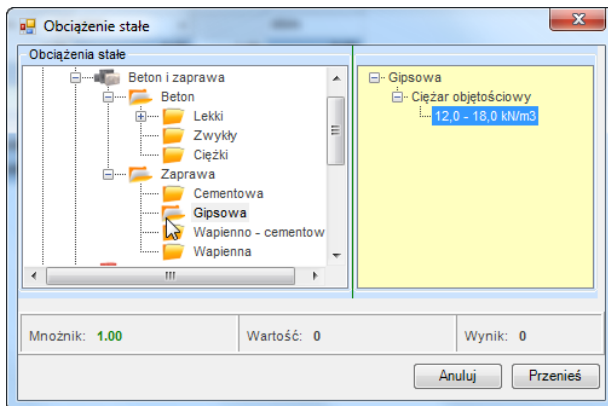 Obciążenie stałe
Obciążenia stałe
Beton i zaprawa
Beton
Lekki
Zwykły
Ciężki
Zaprawa
Cementowa
Gipsowa
Wapienno - cementow
Wapienna
Gipsowa
Ciężar objętościowy
12,0 - 18,0 kN/m3
Mnożnik: 1.00 Wartość: 0 Wynik: 0
Anuluj Przenieś